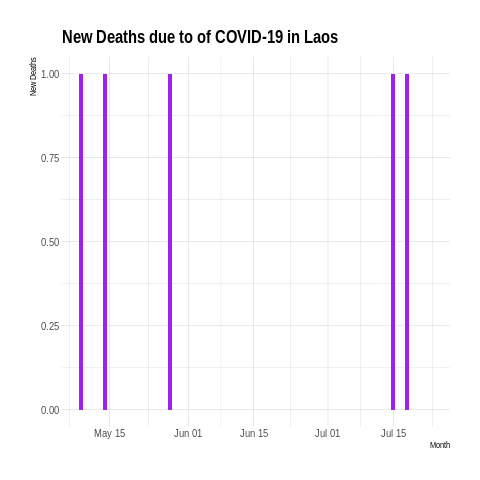 New Deaths due to of COVID-19 in Laos
New Deaths
1.00
0.75
0.50
0.25
0.00
May 15
Jun 01
Jun 15
Jul 01
Jul 15
Month